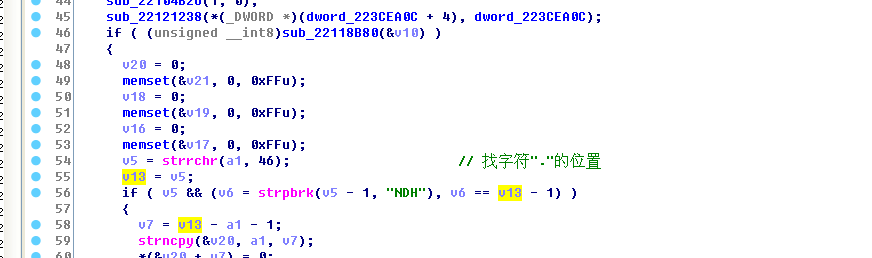 44 sub_22104B20(1, 0);
45 sub_22121238(*(_DWORD *)(dword_223CEA0C + 4), dword_223CEA0C);
46 if ( (unsigned __int8)sub_22118B80(&v10) )
47 {
48 v20 = 0;
49 memset(&v21, 0, 0xFFu);
50 v18 = 0;
51 memset(&v19, 0, 0xFFu);
52 v16 = 0;
53 memset(&v17, 0, 0xFFu);
54 v5 = strrchr(a1, 46); // 找字符"."的位置
55 v13 = v5;
56 if ( v5 && (v6 = strpbrk(v5 - 1, "NDH"), v6 == v13 - 1) )
57 {
58 v7 = v13 - a1 - 1;
59 strncpy(&v20, a1, v7);
60 *(&v20 + v7) = 0;